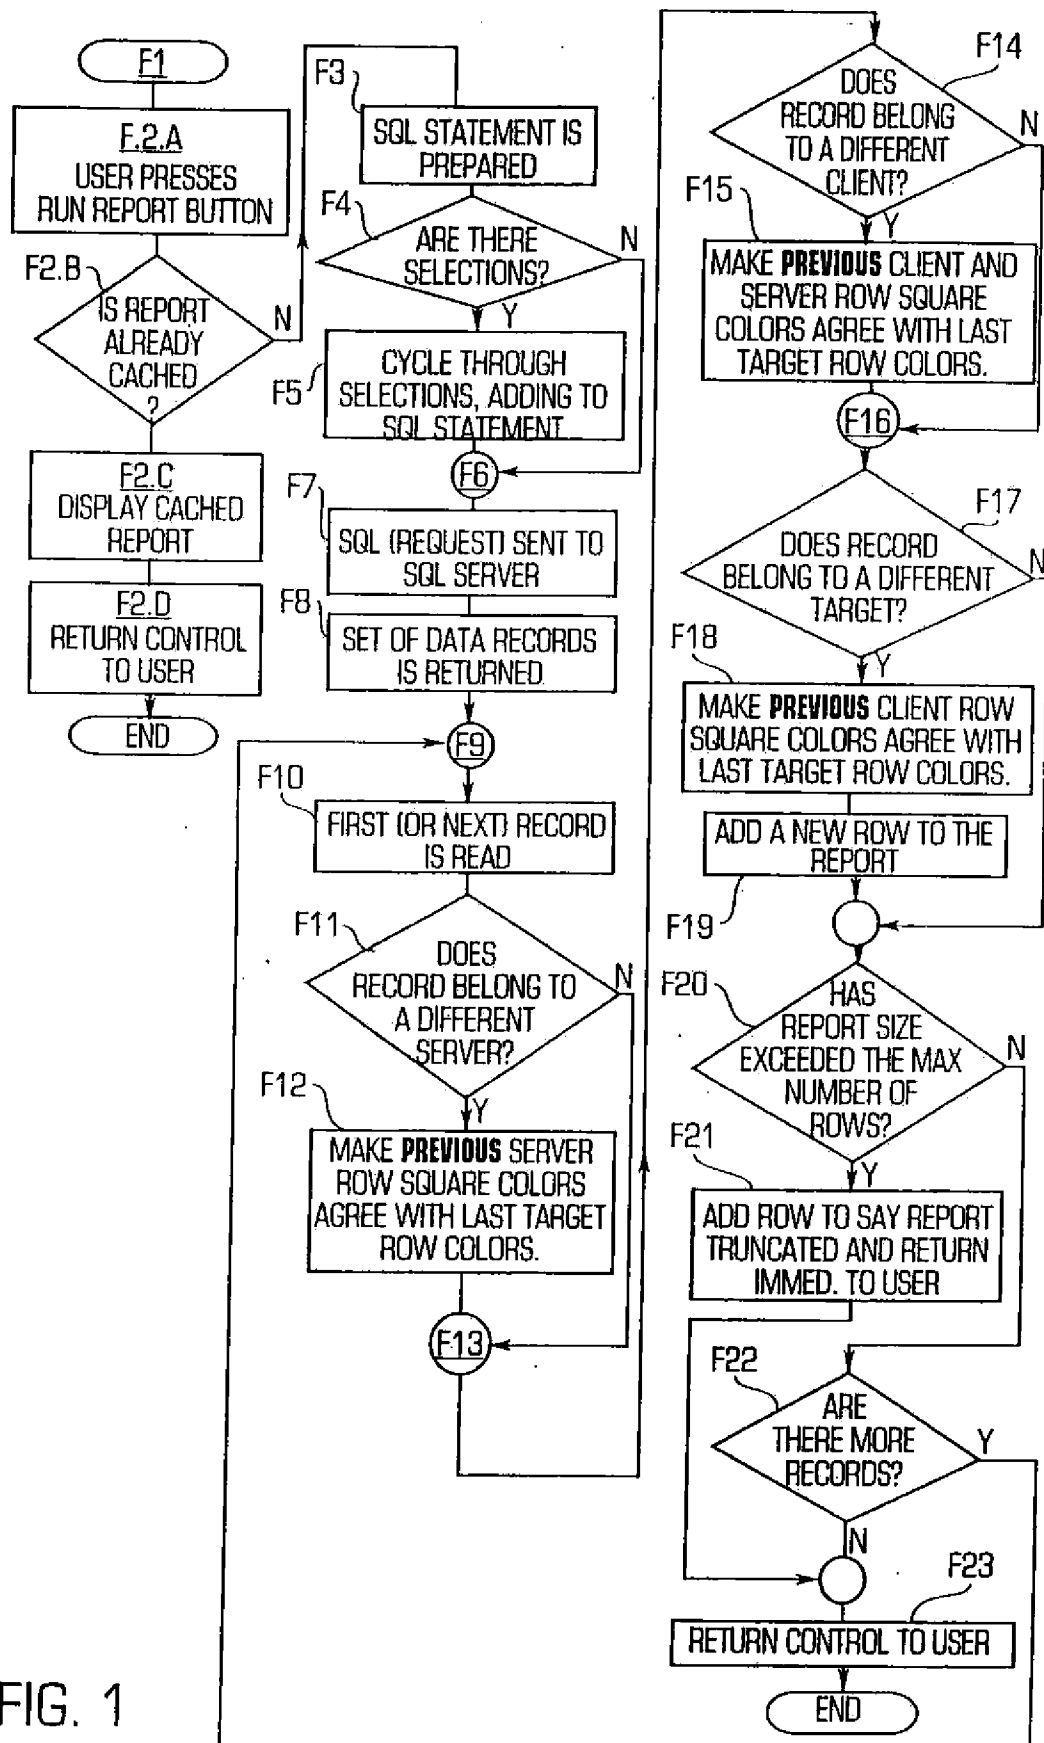 F1
F.2.A
USER PRESSES
RUN REPORT BUTTON
F2.B
IS REPORT
ALREADY
CACHED
?
N
F2.C
DISPLAY CACHED
REPORT
F2.D
RETURN CONTROL
TO USER
END
F3
SQL STATEMENT IS
PREPARED
F4
ARE THERE
SELECTIONS?
N
Y
F5
CYCLE THROUGH
SELECTIONS, ADDING TO
SQL STATEMENT
F6
F7
SQL (REQUEST) SENT TO
SQL SERVER
F8
SET OF DATA RECORDS
IS RETURNED
F9
F10
FIRST (OR NEXT) RECORD
IS READ
F11
DOES
RECORD BELONG TO
A DIFFERENT
SERVER?
N
Y
F12
MAKE PREVIOUS SERVER
ROW SQUARE COLORS
AGREE WITH LAST TARGET
ROW COLORS.
F13
F14
DOES
RECORD BELONG
TO A DIFFERENT
CLIENT?
N
Y
F15
MAKE PREVIOUS CLIENT AND
SERVER ROW SQUARE
COLORS AGREE WITH LAST
TARGET ROW COLORS.
F16
F17
DOES RECORD
BELONG TO A DIFFERENT
TARGET?
N
Y
F18
MAKE PREVIOUS CLIENT ROW
SQUARE COLORS AGREE WITH
LAST TARGET ROW COLORS.
ADD A NEW ROW TO THE
REPORT
F19
F20
HAS
REPORT SIZE
EXCEEDED THE MAX
NUMBER OF
ROWS?
N
Y
F21
ADD ROW TO SAY REPORT
TRUNCATED AND RETURN
IMMED. TO USER
F22
ARE
THERE MORE
RECORDS?
Y
N
F23
RETURN CONTROL TO USER
END
FIG. 1